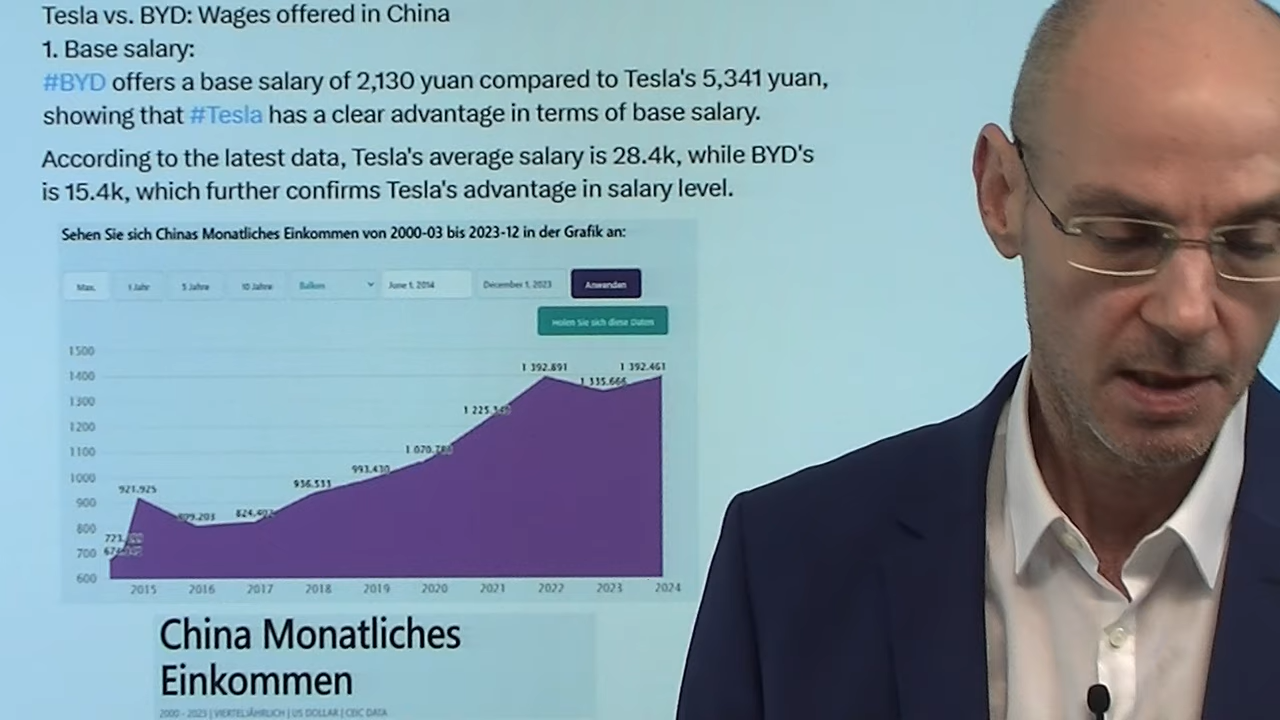 Tesla vs. BYD: Wages offered in China
1. Base salary:
#BYD offers a base salary of 2,130 yuan compared to Tesla's 5,341 yuan,
showing that #Tesla has a clear advantage in terms of base salary.
According to the latest data, Tesla's average salary is 28.4k, while BYD's
is 15.4k, which further confirms Tesla's advantage in salary level.
Sehen Sie sich Chinas Monatliches Einkommen von 2000-03 bis 2023-12 in der Grafik an:
Max. 1 Jahr 5 Jahre 10 Jahre Balken June 1, 2014 December 1, 2023 Anwenden
Holen Sie sich diese Daten
1500
1 392.891 1 392.461
1400
1 335.666
1300
1 225.
1200
1 070.
1100
993.430
1000
936.533
921.925
900
824.
800
700
600
2015 2016 2017 2018 2019 2020 2021 2022 2023 2024
China Monatliches
Einkommen
2000 - 2023 | VIERTELJÄHRLICH | US DOLLAR | CEIC DATA